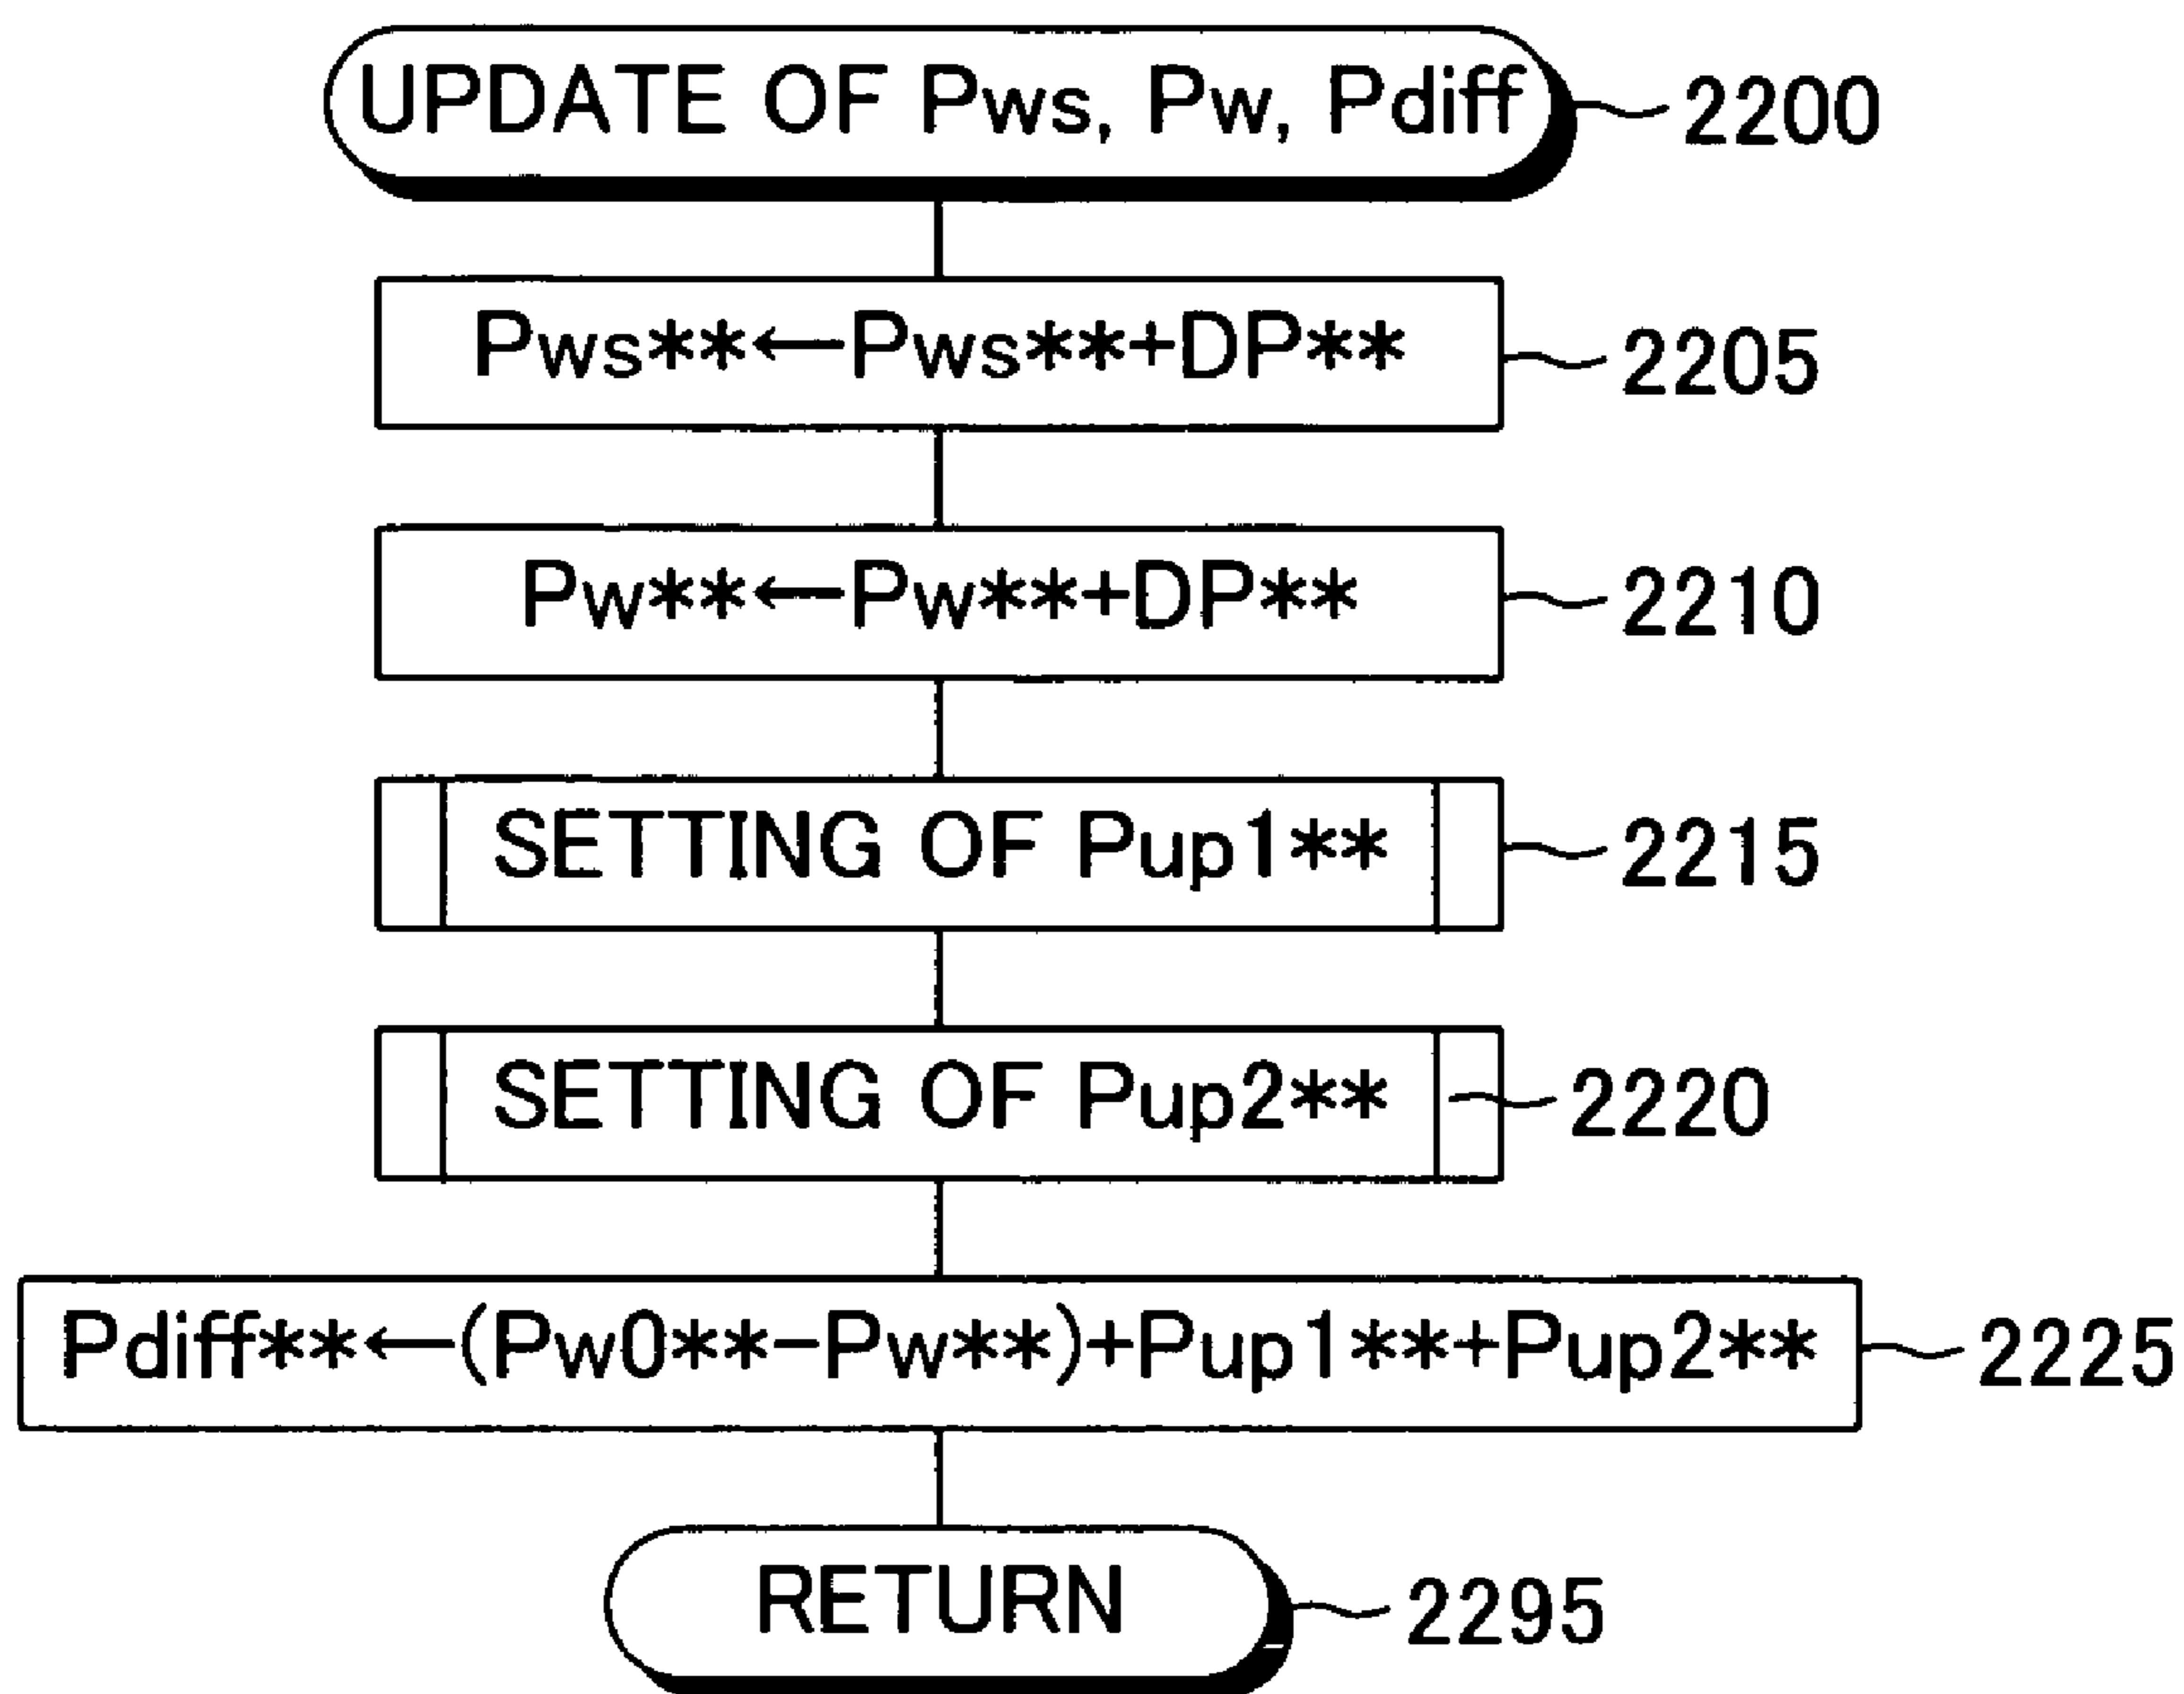 UPDATE OF Pws, Pw, Pdiff 2200
Pws**←Pws**+DP** 2205
Pw**←Pw**+DP** 2210
SETTING OF Pup1** 2215
SETTING OF Pup2** 2220
Pdiff**←(Pw0**-Pw**)+Pup1**+Pup2** 2225
RETURN 2295